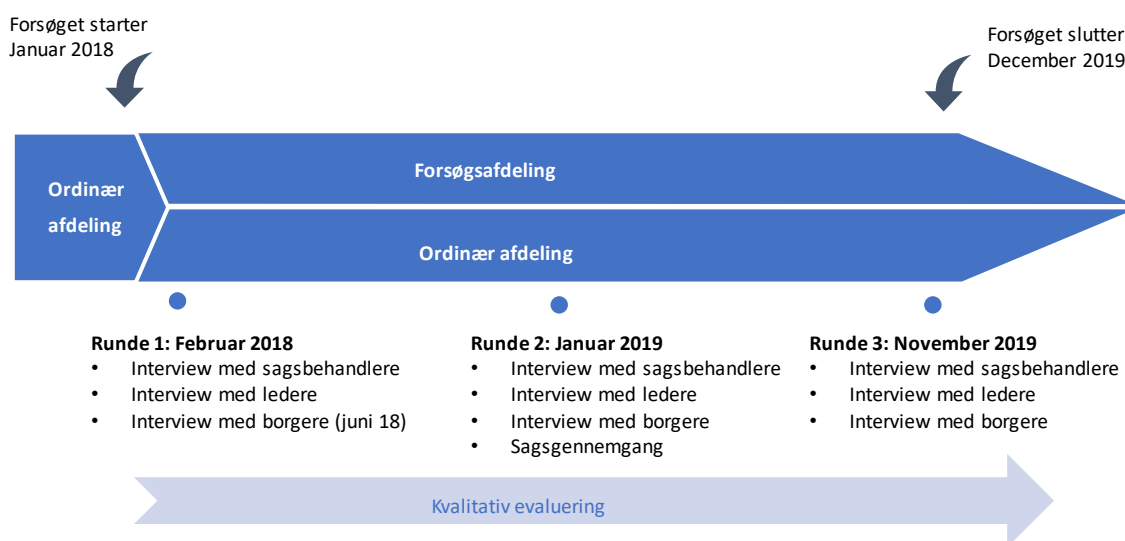 Forsøget starter
Januar 2018
Forsøget slutter
December 2019
Ordinær
afdeling
Forsøgsafdeling
Ordinær afdeling
Runde 1: Februar 2018
• Interview med sagsbehandlere
• Interview med ledere
• Interview med borgere (juni 18)
Runde 2: Januar 2019
• Interview med sagsbehandlere
• Interview med ledere
• Interview med borgere
• Sagsgennemgang
Runde 3: November 2019
• Interview med sagsbehandlere
• Interview med ledere
• Interview med borgere
Kvalitativ evaluering